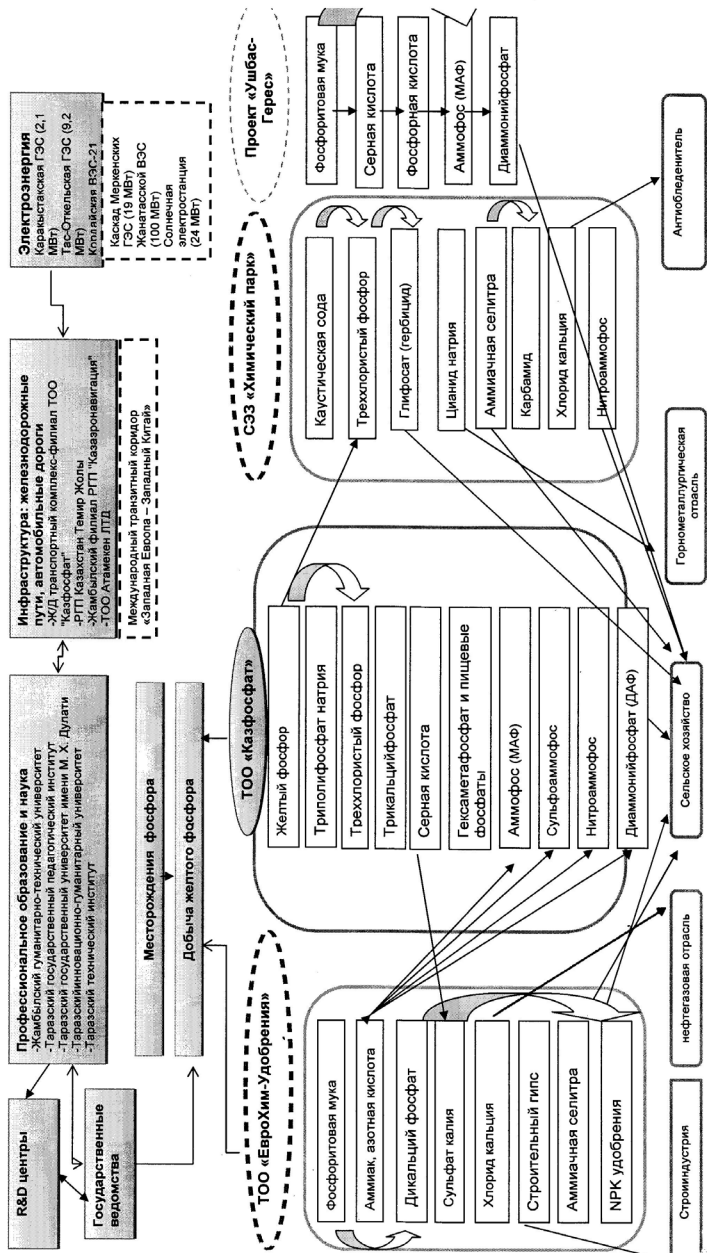 R&D центры
Государственные
ведомства
Профессиональное образование и наука
-Жамбылский гуманитарно-технический университет
-Таразский государственный педагогический институт
-Таразский государственный университет имени М. Х. Дулати
-Таразскийинновационно-гуманитарный университет
-Таразский технический институт
Инфраструктура: железнодорожные
пути, автомобильные дороги
-Ж/Д транспортный комплекс-филиал ТОО
"Казфосфат"
-РГП Казахстан Темир Жолы
-Жамбылский филиал РГП "Казаэронавигация"
-ТОО Атамекен ЛТД
Международный транзитный коридор
«Западная Европа – Западный Китай»
Электроэнергия
Каракыстакская ГЭС (2,1
МВт)
Тас-Откельская ГЭС (9,2
МВт)
Кордайская ВЭС-21
Каскад Меркенских
ГЭС (19 МВт)
Жанатасской ВЭС
(100 МВт)
Солнечная
электростанция
(24 МВт)
Месторождения фосфора
Добыча желтого фосфора
ТОО «ЕвроХим-Удобрения»
Фосфоритовая мука
Аммиак, азотная кислота
Дикальций фосфат
Сульфат калия
Хлорид кальция
Строительный гипс
Аммиачная селитра
NPK удобрения
ТОО «Казфосфат»
Желтый фосфор
Триполифосфат натрия
Треххлористый фосфор
Трикальцийфосфат
Серная кислота
Гексаметафосфат и пищевые
фосфаты
Аммофос (МАФ)
Сульфоаммофос
Нитроаммофос
Диаммонийфосфат (ДАФ)
СЭЗ «Химический парк»
Каустическая сода
Треххлористый фосфор
Глифосат (гербицид)
Цианид натрия
Аммиачная селитра
Карбамид
Хлорид кальция
Нитроаммофос
Проект «Ушбас-
Герес»
Фосфоритовая мука
Серная кислота
Фосфорная кислота
Аммофос (МАФ)
Диаммонийфосфат
Стройиндустрия
нефтегазовая отрасль
Сельское хозяйство
Горнометаллургическая
отоасль
Антиобледенитель